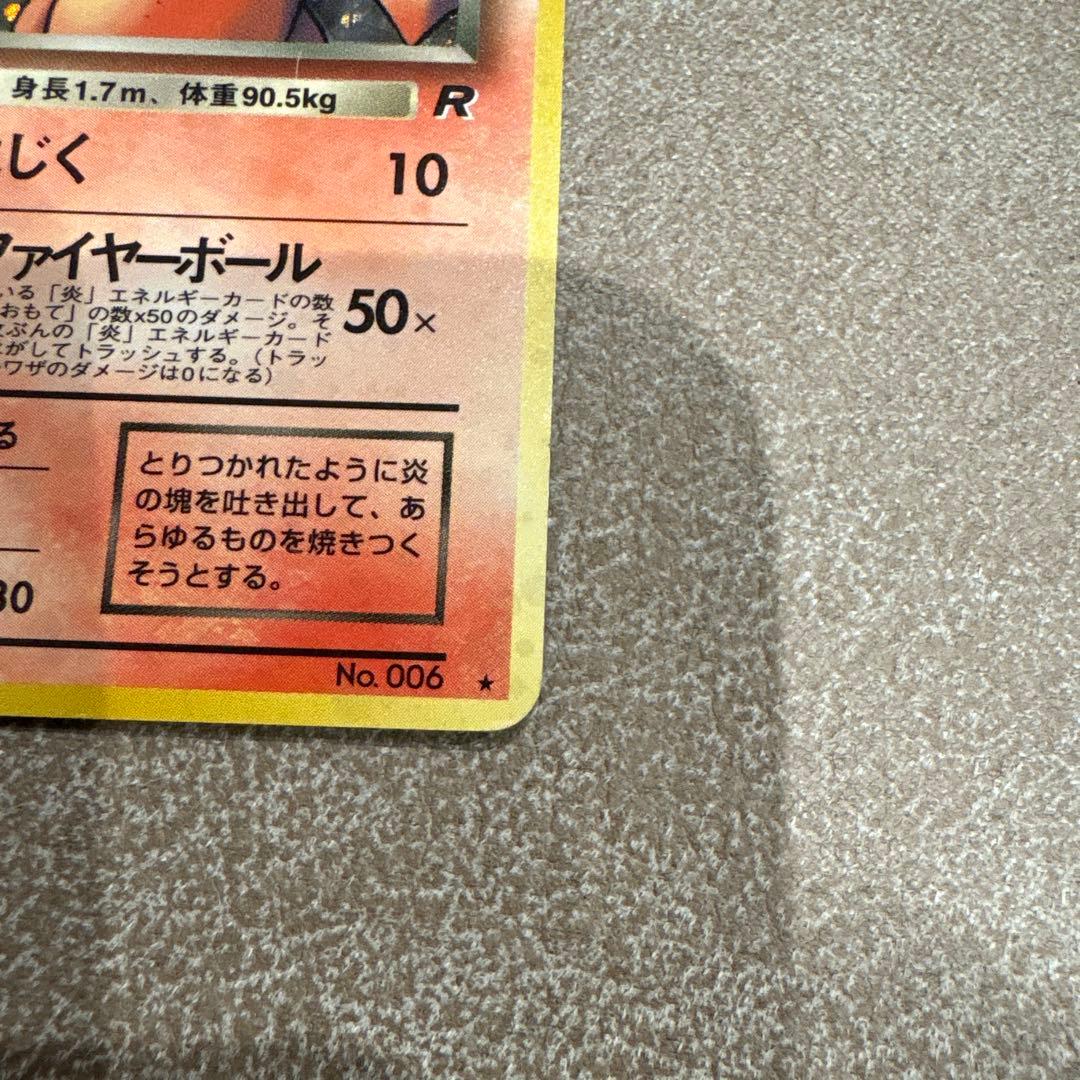 身長1.7m、体重90.5kg R
じく 10
ファイヤーボール
いる「炎」エネルギーカードの数
おもて」の数x50のダメージ。そ
ぶんの「炎」エネルギーカード
がしてトラッシュする。（トラッ
ワザのダメージは0になる）
50×
る
とりつかれたように炎
の塊を吐き出して、あ
らゆるものを焼きつく
そうとする。
30
No. 006 ★